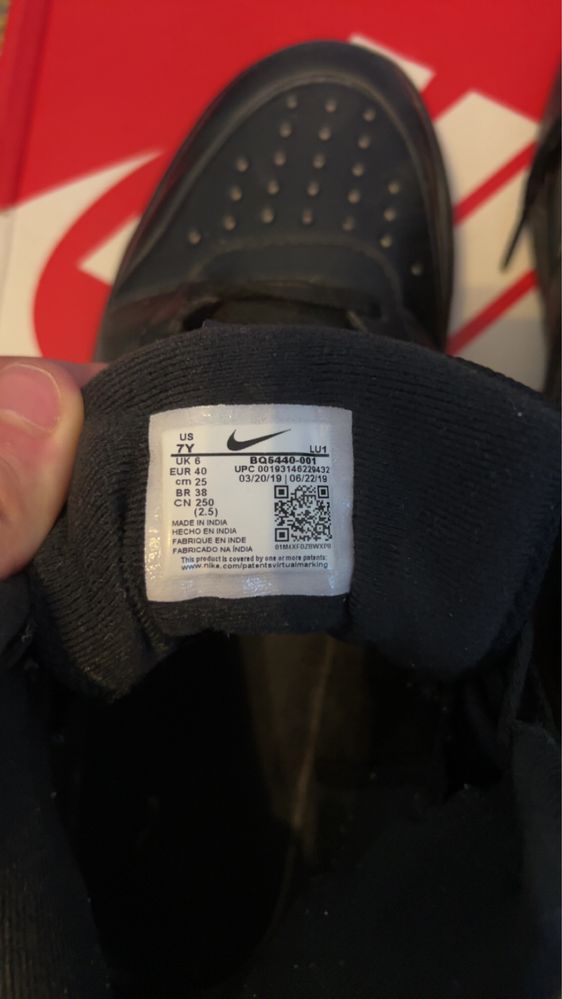 US
7Y LU1
UK 6 BQ5440-001
EUR 40 UPC 00193146229432
cm 25 03/20/19 | 06/22/19
BR 38
CN 250
(2.5)
MADE IN INDIA
HECHO EN INDIA
FABRIQUE EN INDE
FABRICADO NA ÍNDIA 01M4XF0ZBWXPB
This product is covered by one or more patents:
www.nike.com/patentsvirtualmarking